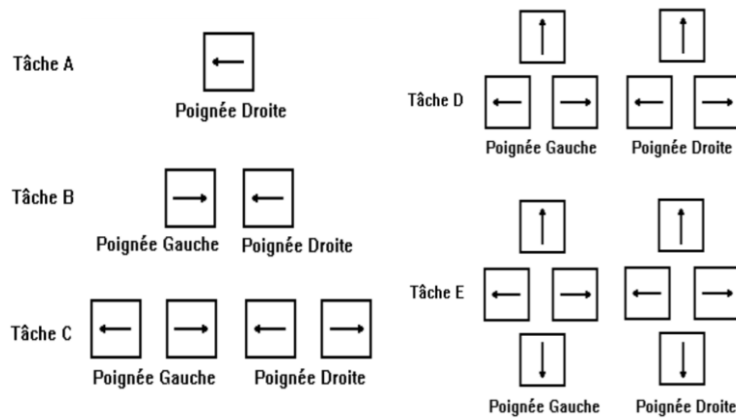 Tâche A
Poignée Droite
Tâche B
Poignée Gauche Poignée Droite
Tâche C
Poignée Gauche Poignée Droite
Tâche D
Poignée Gauche Poignée Droite
Tâche E
Poignée Gauche Poignée Droite